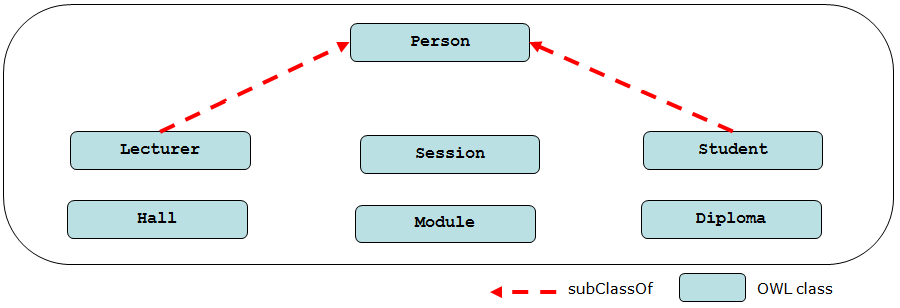 Person
Lecturer
Session
Student
Hall
Module
Diploma
subClassOf
OWL class